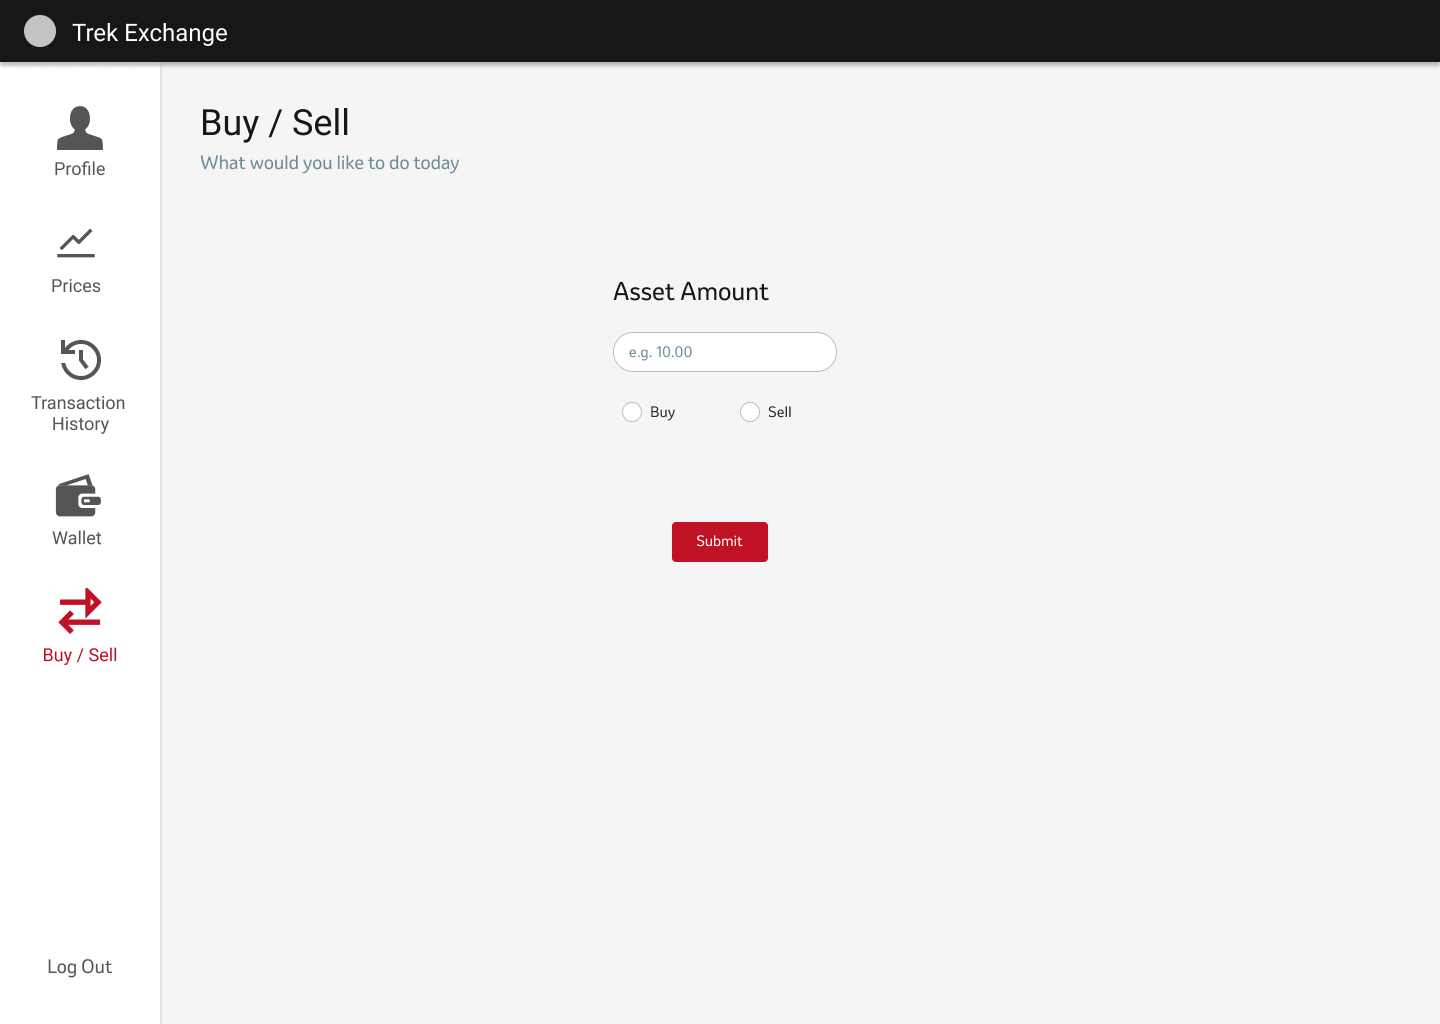 Trek Exchange
Profile
Prices
Transaction
History
Wallet
Buy / Sell
Log Out
Buy / Sell
What would you like to do today
Asset Amount
e.g. 10.00
Buy
Sell
Submit